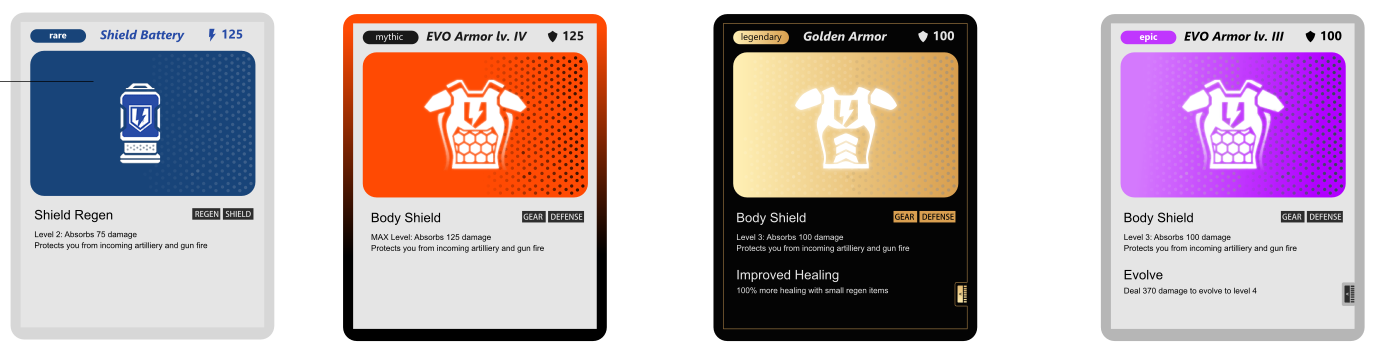 rare Shield Battery 125
Shield Regen REGEN SHIELD
Level 2: Absorbs 75 damage
Protects you from incoming artilliery and gun fire
mythic EVO Armor lv. IV 125
Body Shield GEAR DEFENSE
MAX Level: Absorbs 125 damage
Protects you from incoming artilliery and gun fire
legendary Golden Armor 100
Body Shield GEAR DEFENSE
Level 3: Absorbs 100 damage
Protects you from incoming artilliery and gun fire
Improved Healing
100% more healing with small regen items
epic EVO Armor lv. III 100
Body Shield GEAR DEFENSE
Level 3: Absorbs 100 damage
Protects you from incoming artilliery and gun fire
Evolve
Deal 370 damage to evolve to level 4